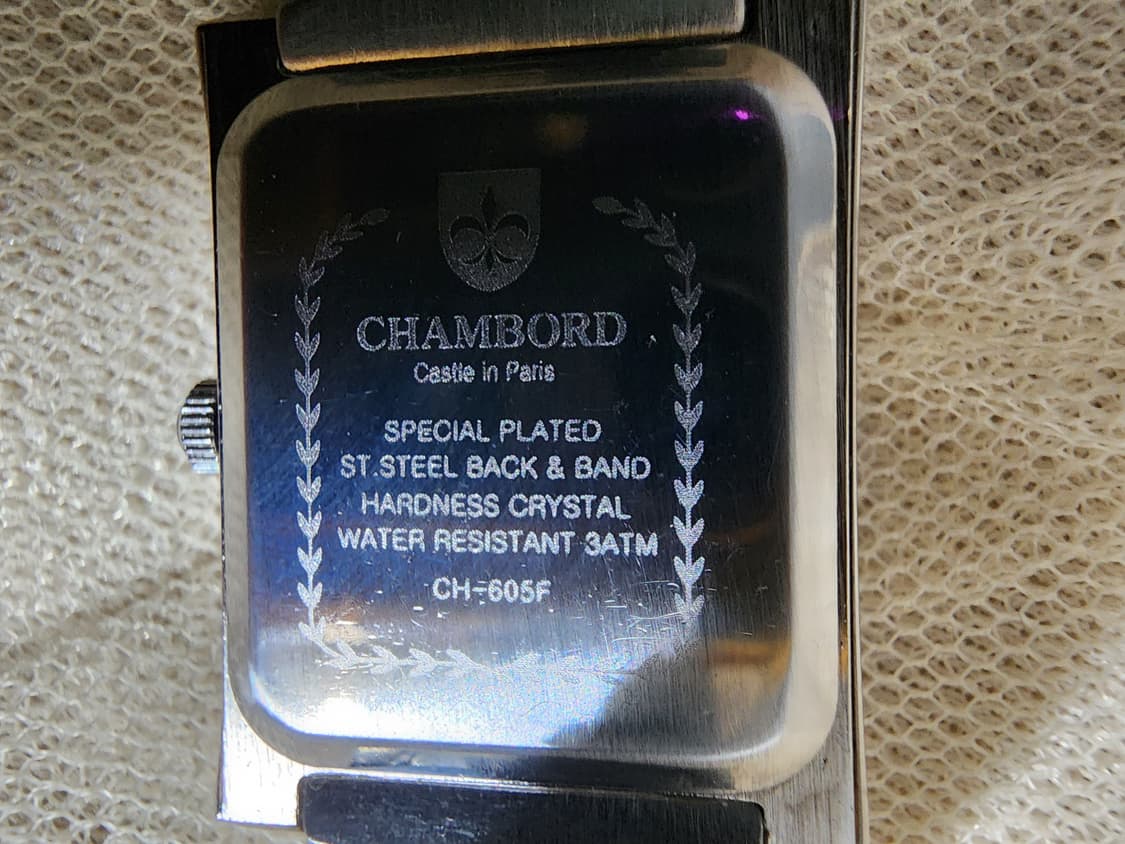 CHAMBORD
Castle in Paris
SPECIAL PLATED
ST.STEEL BACK & BAND
HARDNESS CRYSTAL
WATER RESISTANT 3ATM
CH-605F